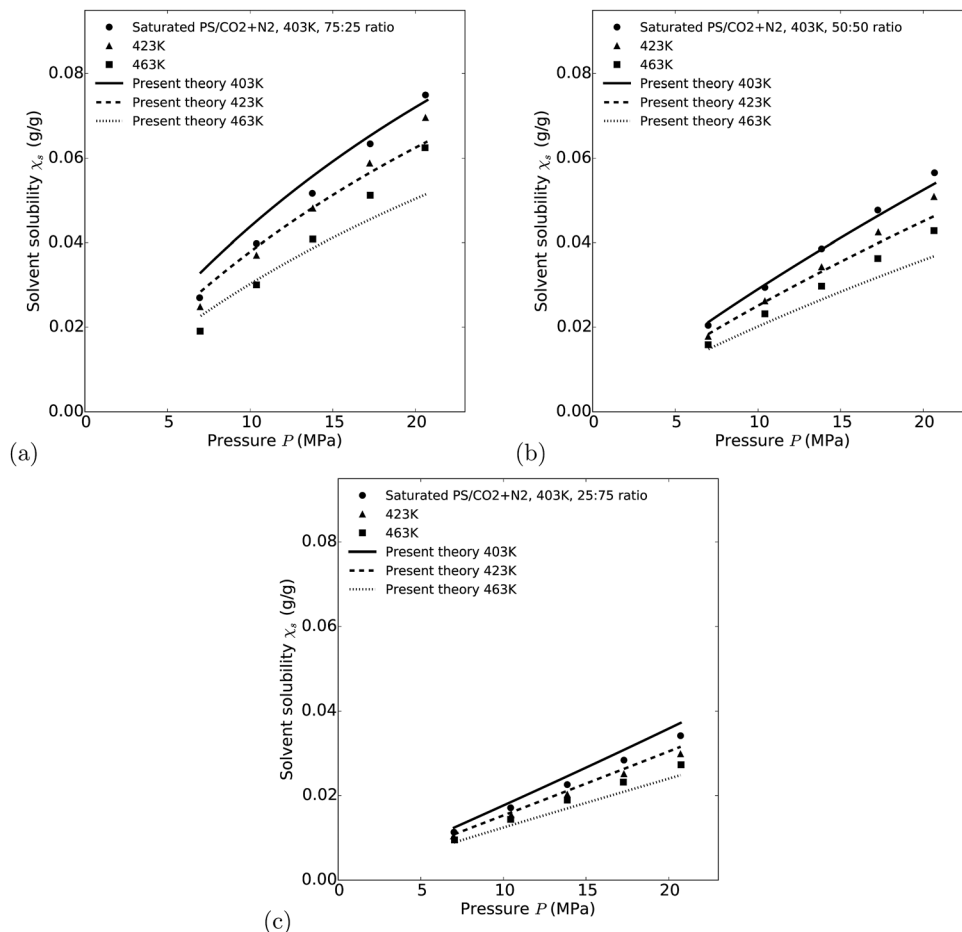 Saturated PS/CO2+N2, 403K, 75:25 ratio
423K
463K
Present theory 403K
Present theory 423K
Present theory 463K
0.08
0.06
0.04
0.02
0.00
Solvent solubility χs (g/g)
0 5 10 15 20
Pressure P (MPa)
(a)
Saturated PS/CO2+N2, 403K, 50:50 ratio
423K
463K
Present theory 403K
Present theory 423K
Present theory 463K
0.08
0.06
0.04
0.02
0.00
Solvent solubility χs (g/g)
0 5 10 15 20
Pressure P (MPa)
(b)
Saturated PS/CO2+N2, 403K, 25:75 ratio
423K
463K
Present theory 403K
Present theory 423K
Present theory 463K
0.08
0.06
0.04
0.02
0.00
Solvent solubility χs (g/g)
0 5 10 15 20
Pressure P (MPa)
(c)